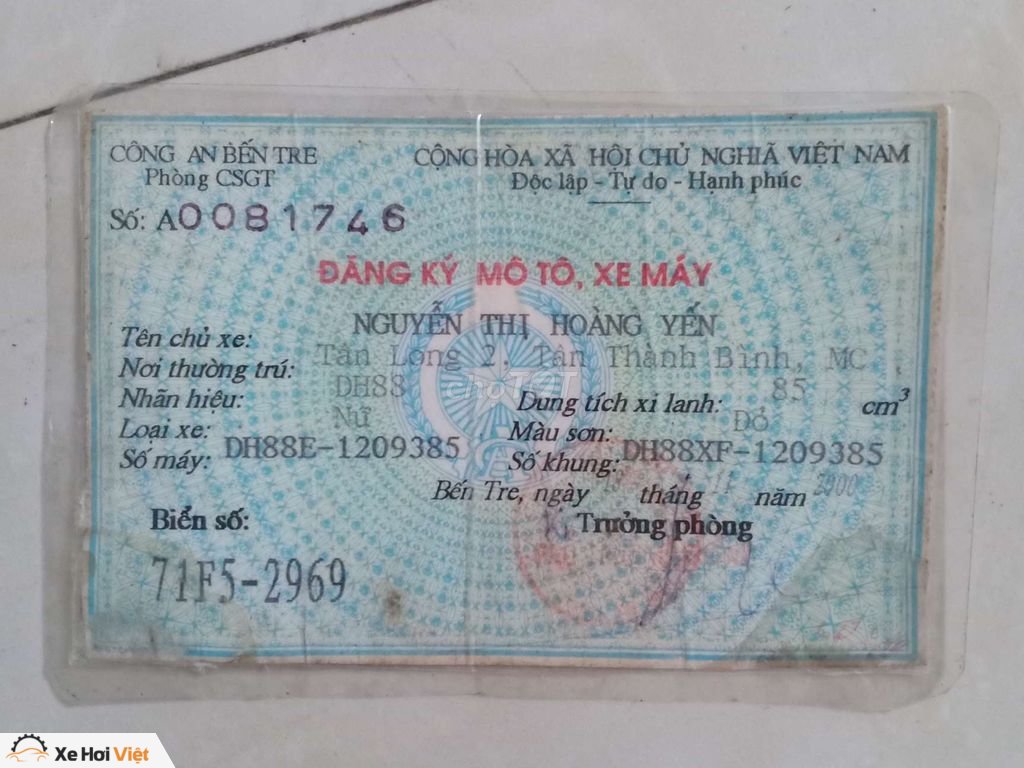 CÔNG AN BẾN TRE
Phòng CSGT
CỘNG HÒA XÃ HỘI CHỦ NGHĨA VIỆT NAM
Độc lập - Tự do - Hạnh phúc
Số: A0081746
ĐĂNG KÝ MÔ TÔ, XE MÁY
Tên chủ xe: NGUYỄN THỊ HOÀNG YẾN
Nơi thường trú: Tân Long 2. Tân Thành Bình, MC
Nhãn hiệu: DH88 Dung tích xi lanh: 85 cm³
Loại xe: Nữ Màu sơn: Đỏ
Số máy: DH88E-1209385 Số khung: DH88XF-1209385
Bến Tre, ngày tháng 11 năm 2000
Biển số: Trưởng phòng
71F5-2969
chợTỐT
Xe Hơi Việt